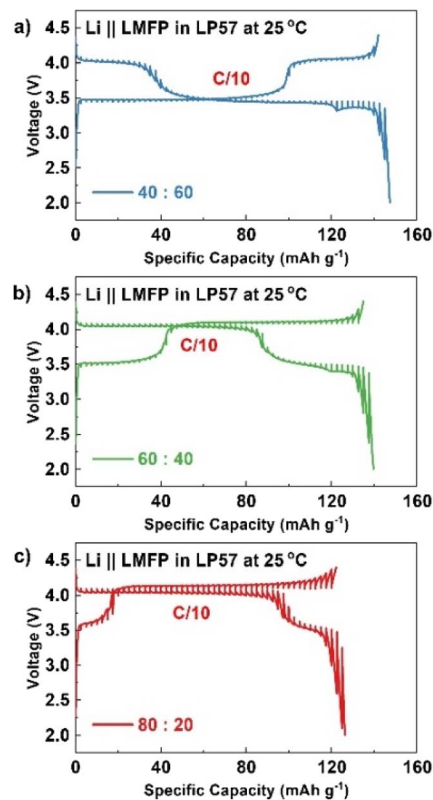 a)
Li || LMFP in LP57 at 25 °C
C/10
40 : 60
Voltage (V)
4.5
4.0
3.5
3.0
2.5
2.0
0 40 80 120 160
Specific Capacity (mAh g-1)
b)
Li || LMFP in LP57 at 25 °C
C/10
60 : 40
Voltage (V)
4.5
4.0
3.5
3.0
2.5
2.0
0 40 80 120 160
Specific Capacity (mAh g-1)
c)
Li || LMFP in LP57 at 25 °C
C/10
80 : 20
Voltage (V)
4.5
4.0
3.5
3.0
2.5
2.0
0 40 80 120 160
Specific Capacity (mAh g-1)